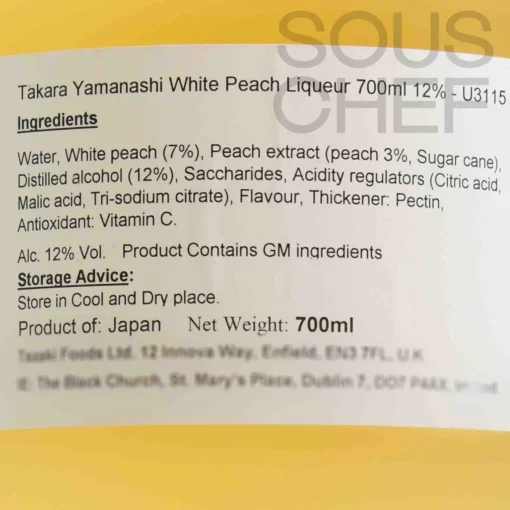 SOUS
CHEF
Takara Yamanashi White Peach Liqueur 700ml 12% - U3115
Ingredients
Water, White peach (7%), Peach extract (peach 3%, Sugar cane),
Distilled alcohol (12%), Saccharides, Acidity regulators (Citric acid,
Malic acid, Tri-sodium citrate), Flavour, Thickener: Pectin,
Antioxidant: Vitamin C.
Alc. 12% Vol. Product Contains GM ingredients
Storage Advice:
Store in Cool and Dry place.
Product of: Japan Net Weight: 700ml
Foods Ltd. 12 Innova Way, Enfield, EN3 7FL, U.K
The Black Church, St. Mary's Place, Dublin 7,